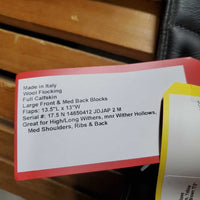 Made in Italy
Wool Flocking
Full Calfskin
Large Front & Med Back Blocks
Flaps: 13.5"L x 13"W
Serial #: 17.5 N 14650412 JDJAP 2 M
Great for High/Long Withers, mnr Wither Hollows,
Med Shoulders, Ribs & Back